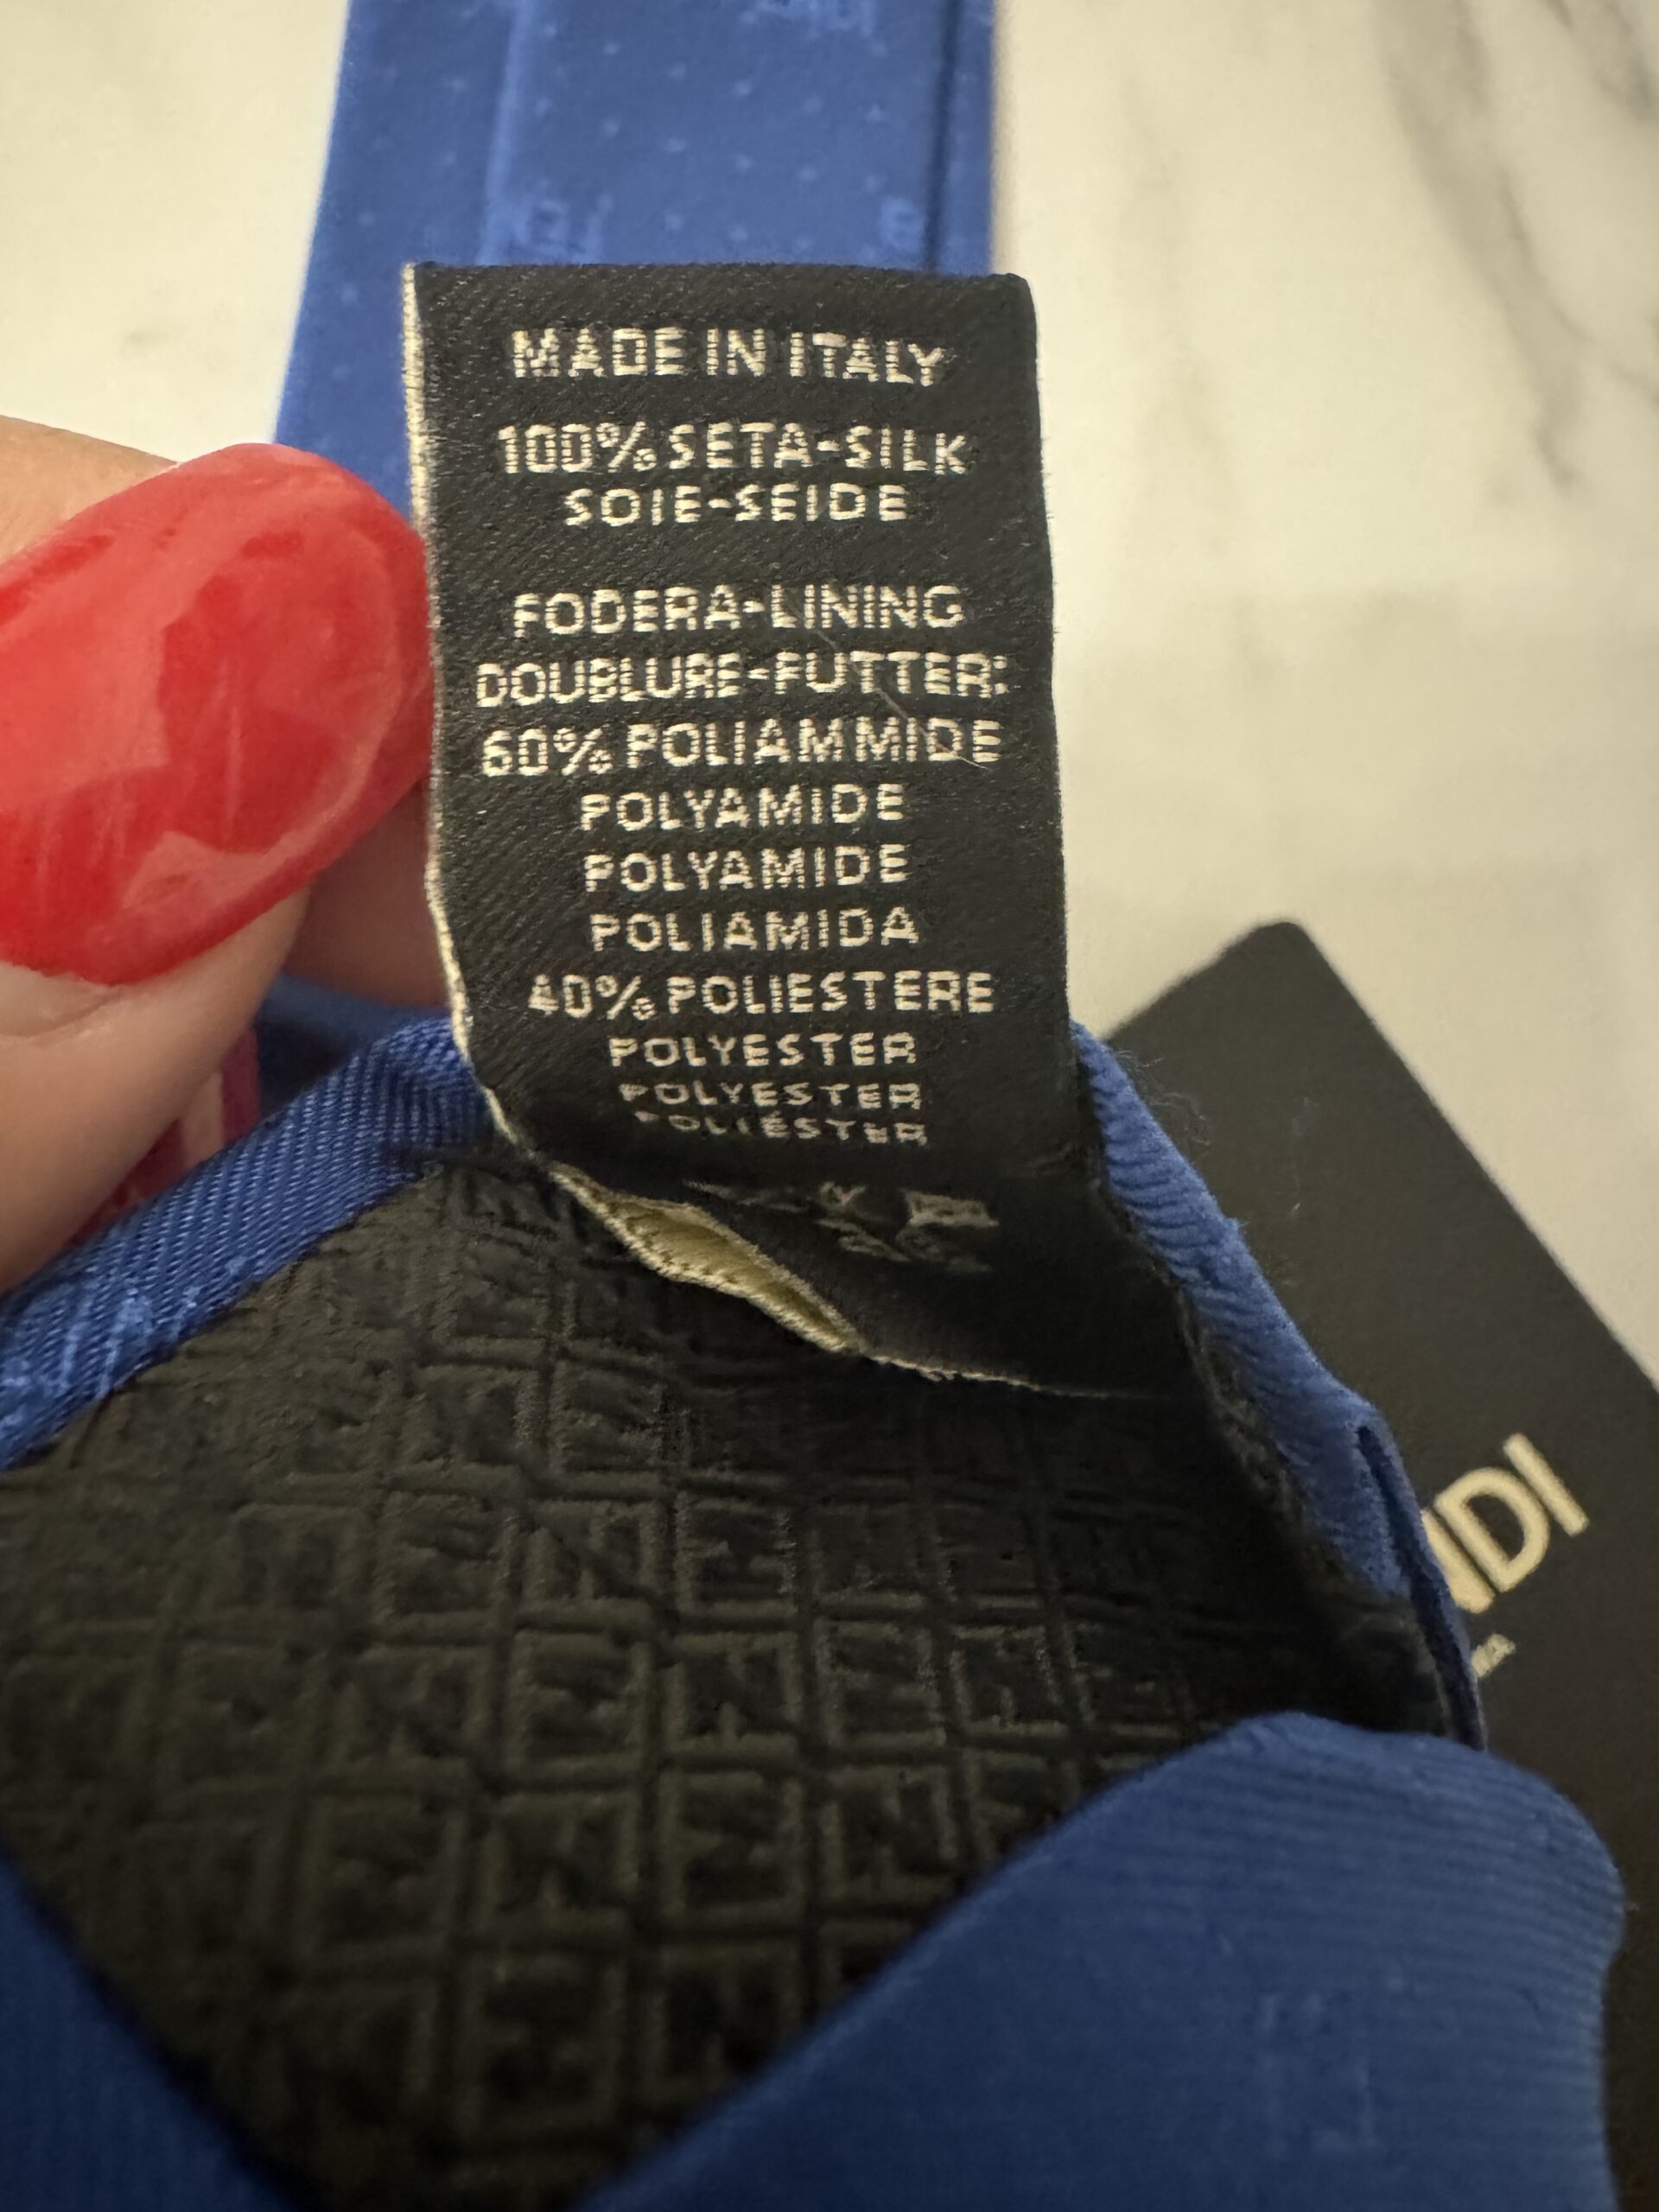 MADE IN ITALY
100% SETA-SILK
SOIE-SEIDE
FODERA-LINING
DOUBLURE-FUTTER:
60% POLIAMMIDE
POLYAMIDE
POLYAMIDE
POLIAMIDA
40% POLIESTERE
POLYESTER
POLYESTER
POLIÉSTER
NDI